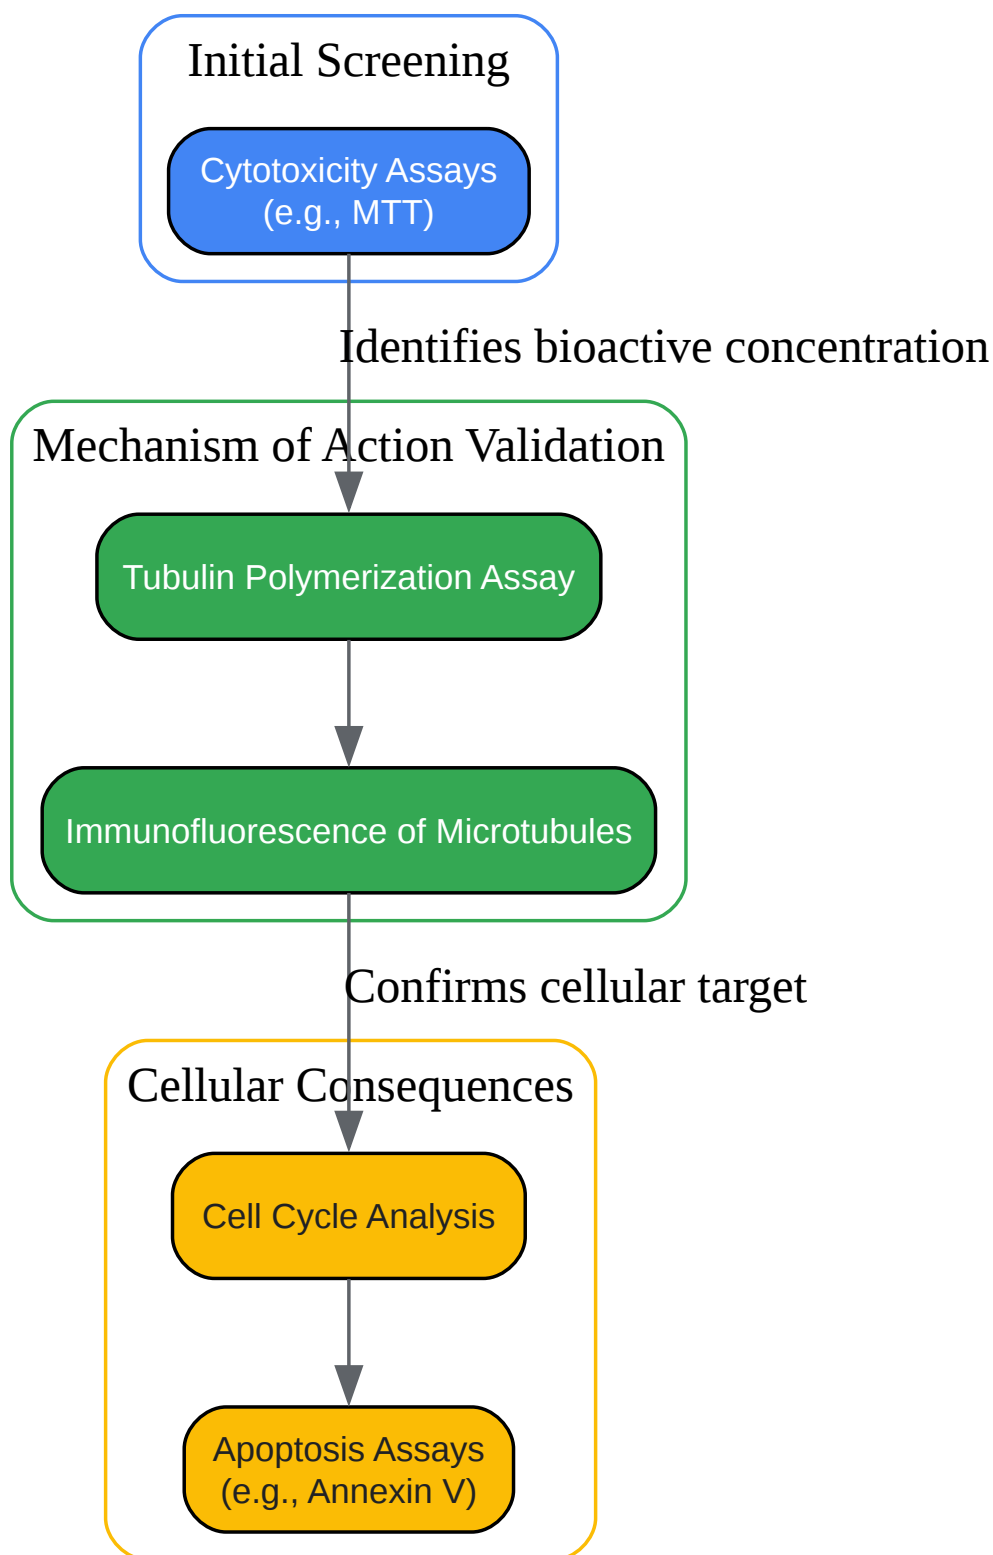 Initial Screening
Cytotoxicity Assays
(e.g., MTT)
Identifies bioactive concentration
Mechanism of Action Validation
Tubulin Polymerization Assay
Immunofluorescence of Microtubules
Confirms cellular target
Cellular Consequences
Cell Cycle Analysis
Apoptosis Assays
(e.g., Annexin V)